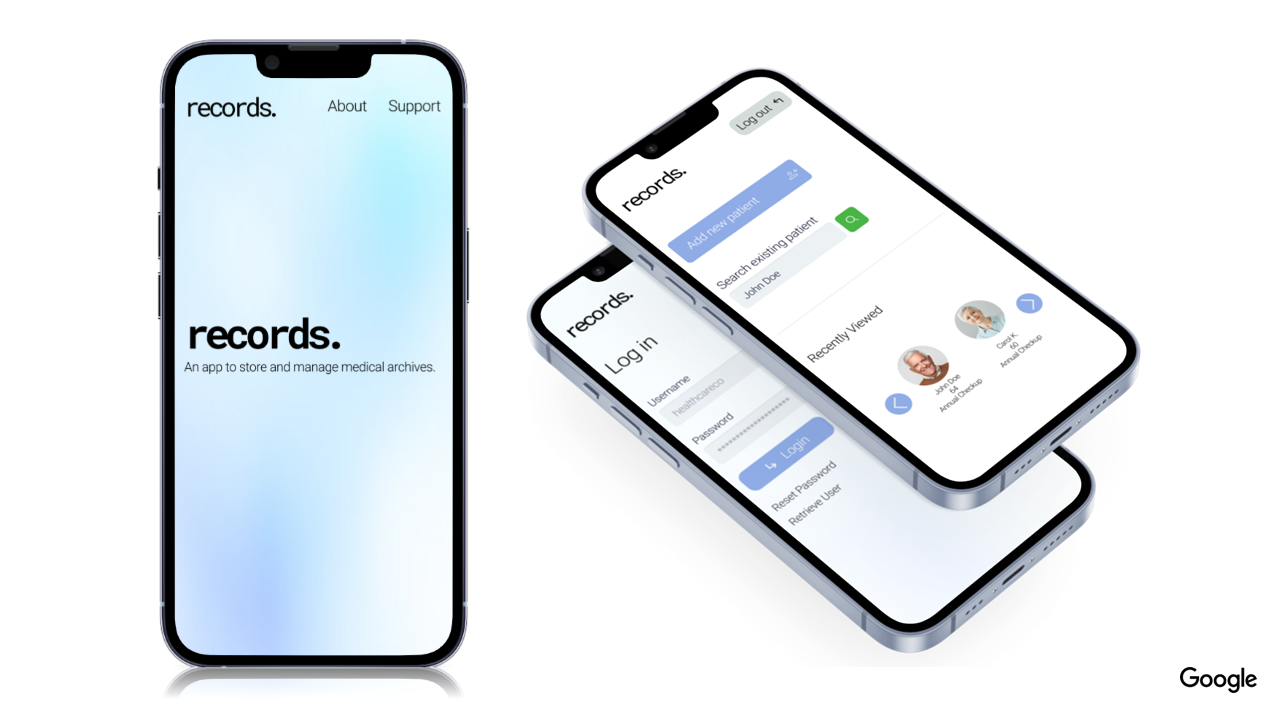 records.
About
Support
records.
An app to store and manage medical archives.
Log out
records.
Add new patient
Search existing patient
John Doe
Recently Viewed
John Doe
64
Annual Checkup
Carol K.
60
Annual Checkup
records.
Log in
Username
healthcareco
Password
********************
Login
Reset Password
Retrieve User
Google